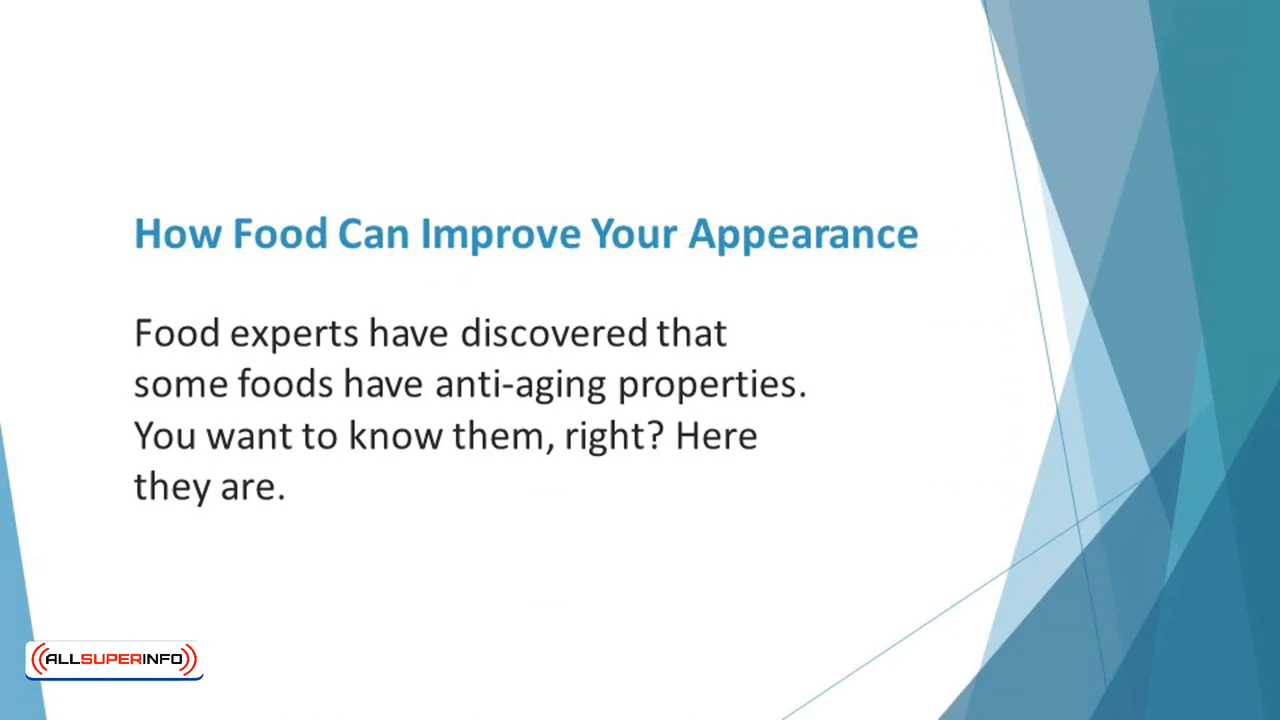 How Food Can Improve Your Appearance
Food experts have discovered that
some foods have anti-aging properties.
You want to know them, right? Here
they are.
ALLSUPERINFO